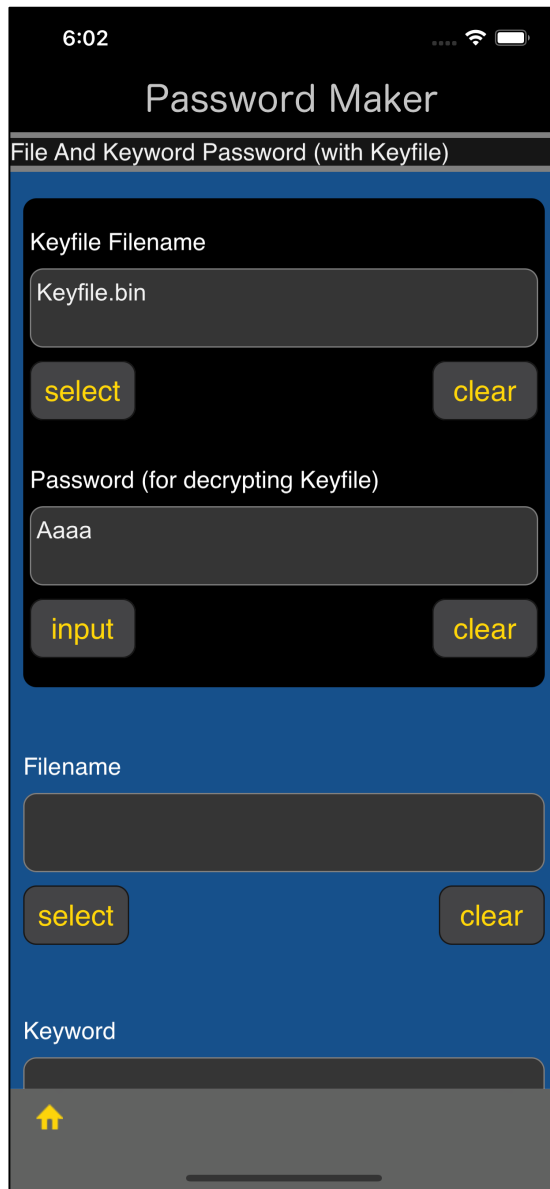 6:02
Password Maker
File And Keyword Password (with Keyfile)
Keyfile Filename
Keyfile.bin
select clear
Password (for decrypting Keyfile)
Aaaa
input clear
Filename
select clear
Keyword